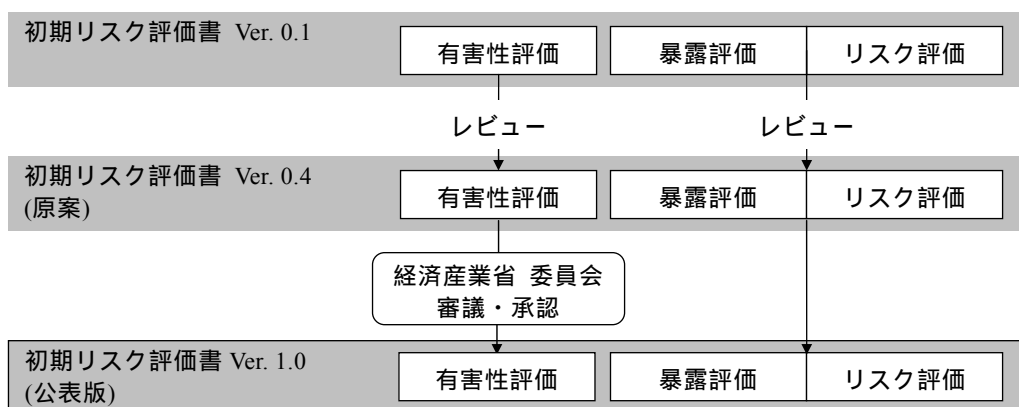 初期リスク評価書 Ver. 0.1
有害性評価 暴露評価 リスク評価
レビュー レビュー
初期リスク評価書 Ver. 0.4
(原案)
有害性評価 暴露評価 リスク評価
経済産業省 委員会
審議・承認
初期リスク評価書 Ver. 1.0
(公表版)
有害性評価 暴露評価 リスク評価